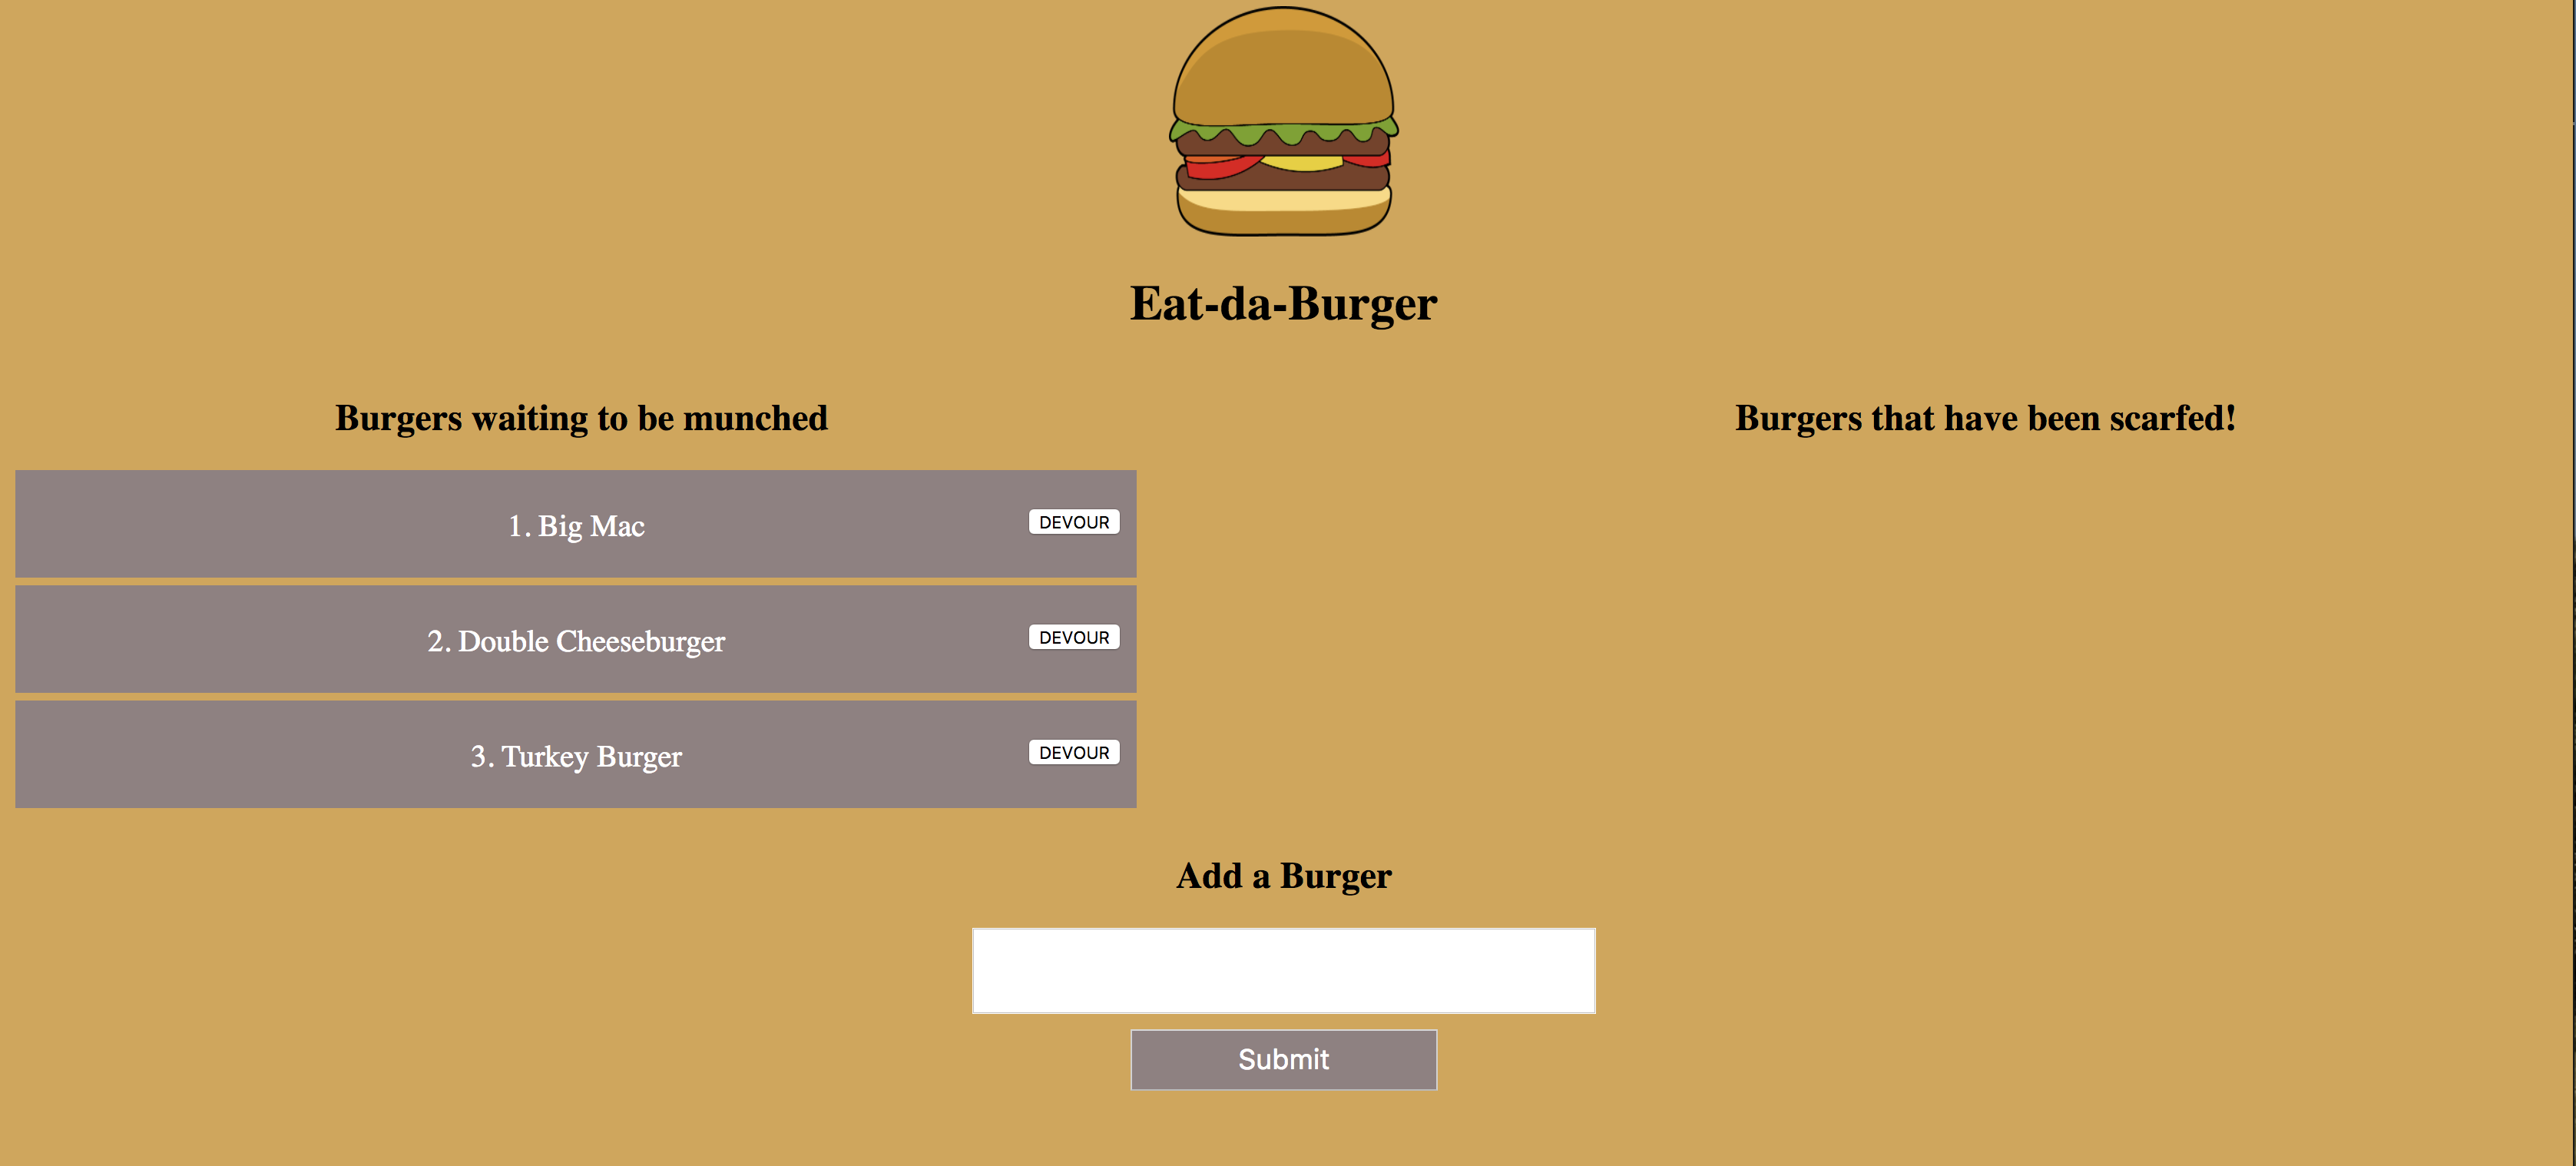 Eat-da-Burger
Burgers waiting to be munched
Burgers that have been scarfed!
1. Big Mac
DEVOUR
2. Double Cheeseburger
DEVOUR
3. Turkey Burger
DEVOUR
Add a Burger
Submit